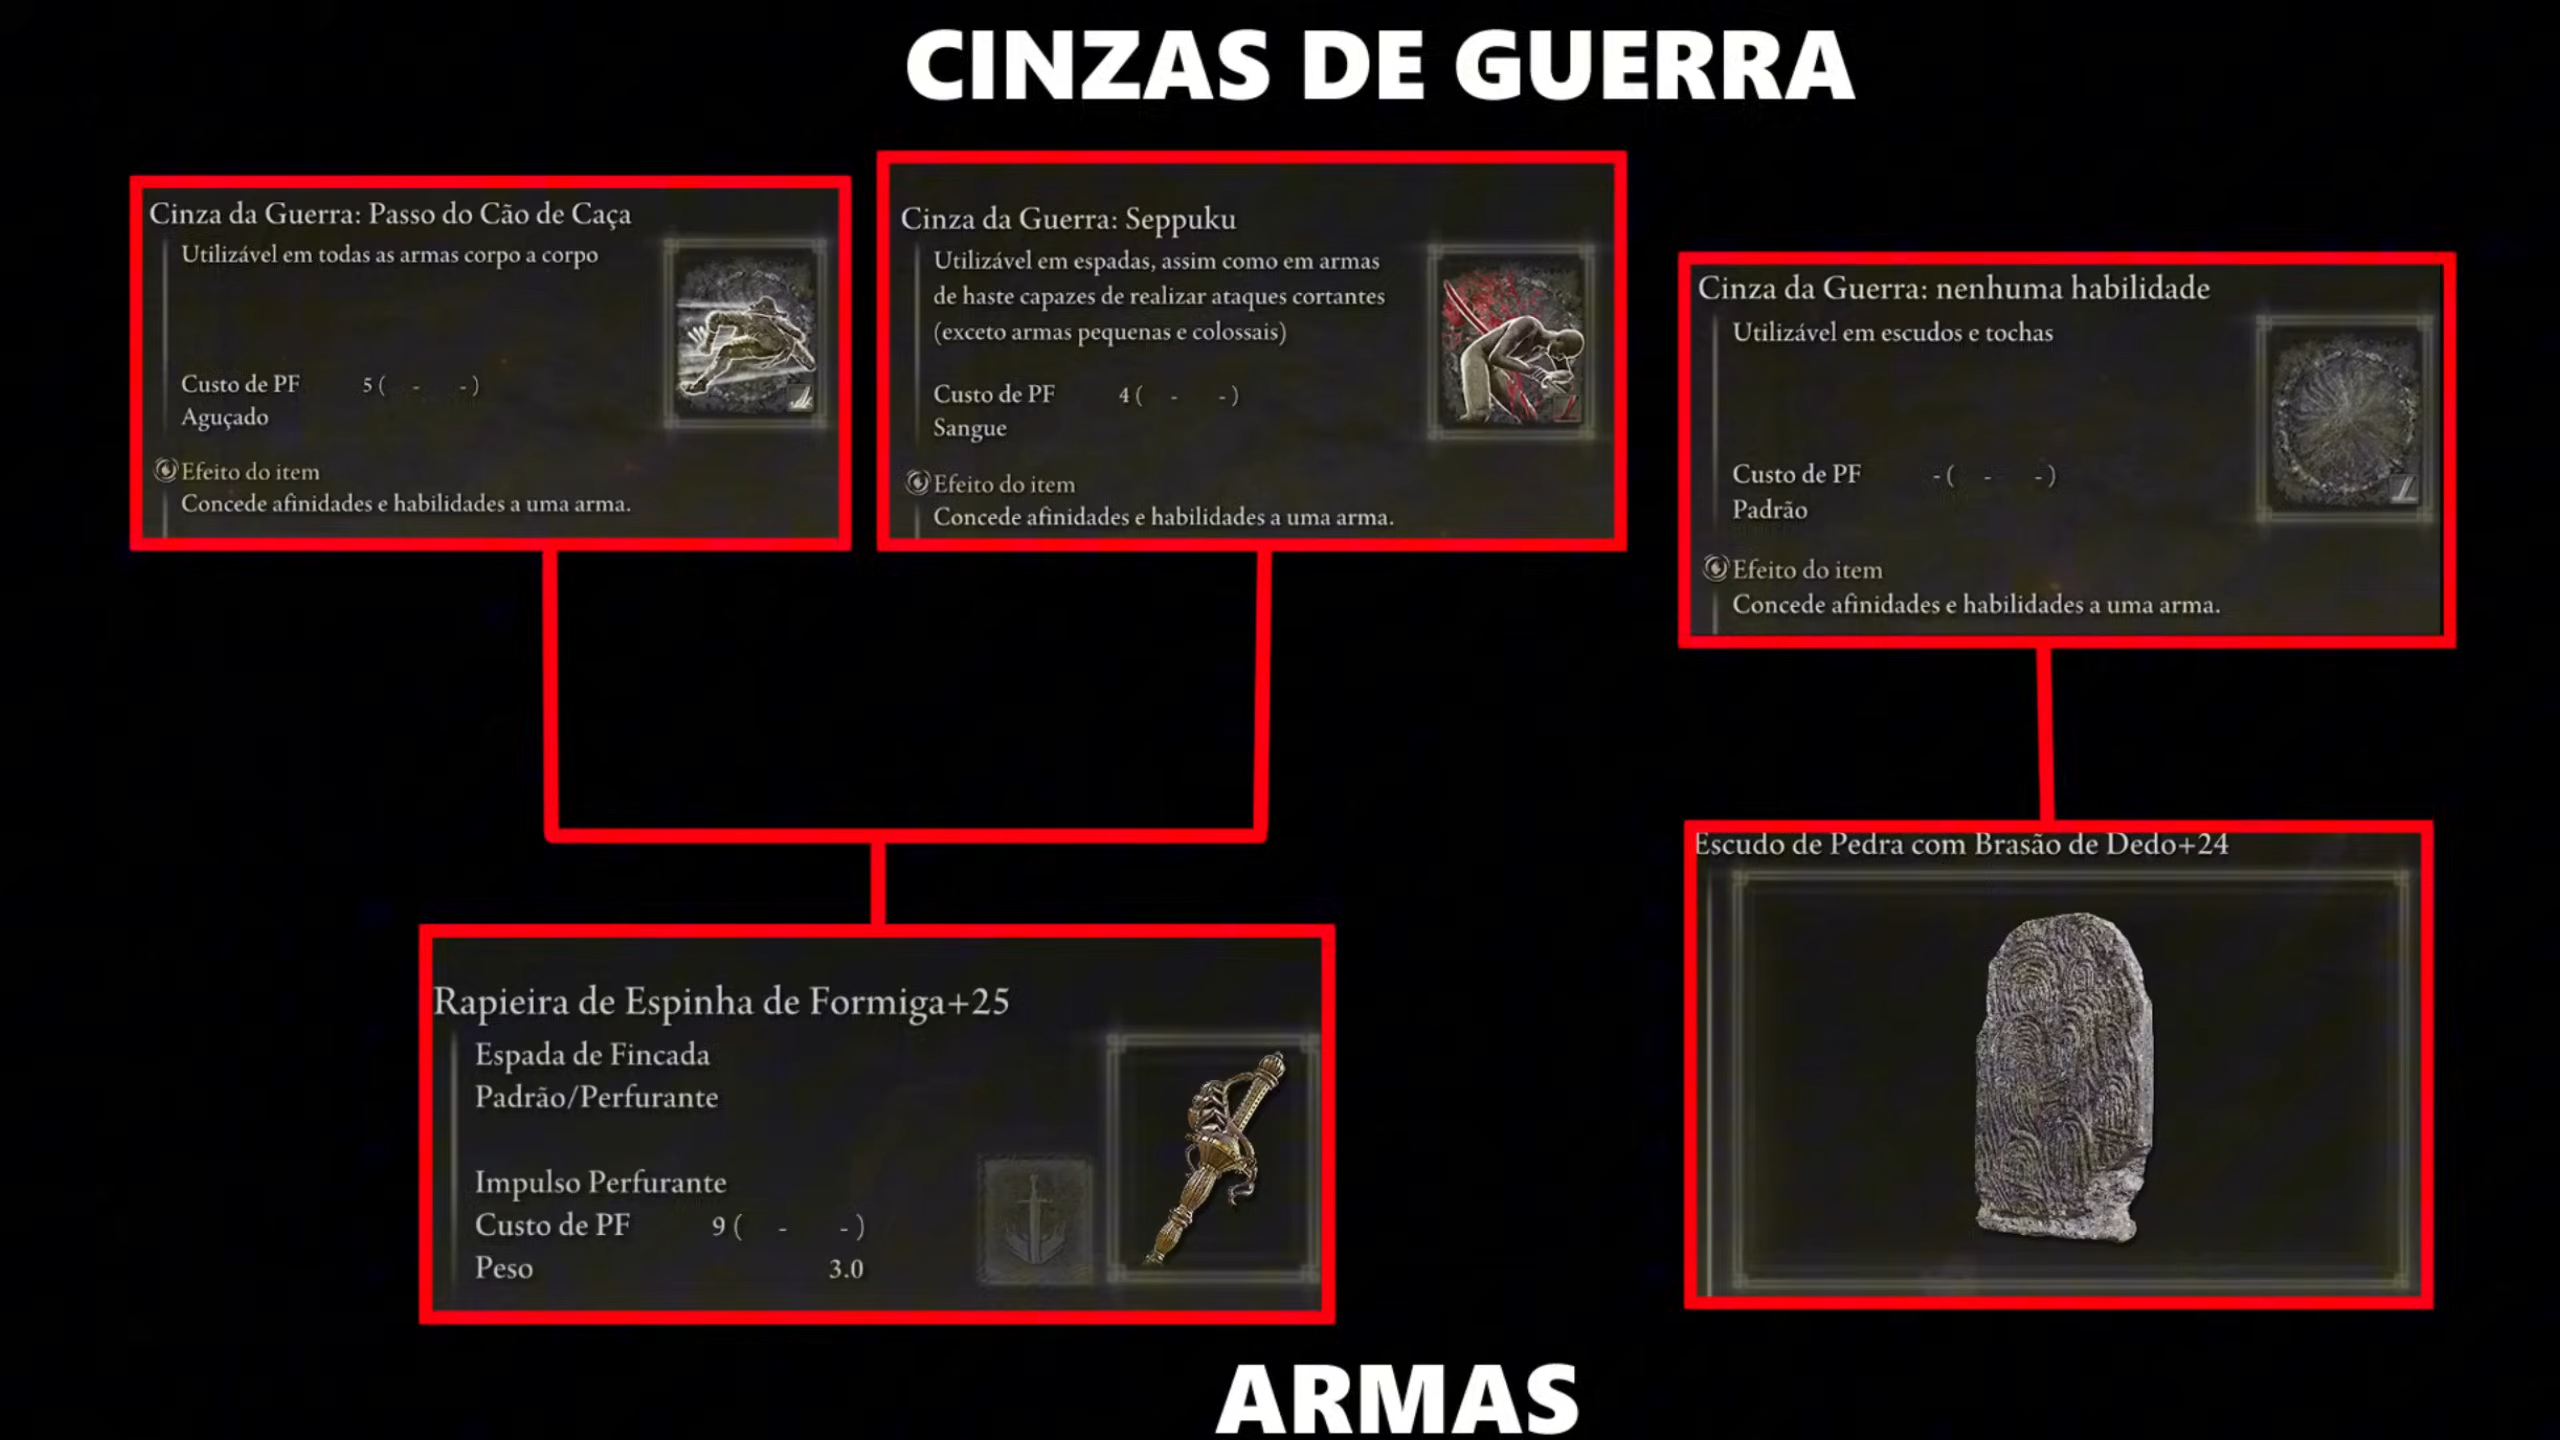 CINZAS DE GUERRA
Cinza da Guerra: Passo do Cão de Caça
Utilizável em todas as armas corpo a corpo
Custo de PF 5 ( - - )
Aguçado
Efeito do item
Concede afinidades e habilidades a uma arma.
Cinza da Guerra: Seppuku
Utilizável em espadas, assim como em armas
de haste capazes de realizar ataques cortantes
(exceto armas pequenas e colossais)
Custo de PF 4 ( - - )
Sangue
Efeito do item
Concede afinidades e habilidades a uma arma.
Cinza da Guerra: nenhuma habilidade
Utilizável em escudos e tochas
Custo de PF - ( - - )
Padrão
Efeito do item
Concede afinidades e habilidades a uma arma.
Rapieira de Espinha de Formiga+25
Espada de Fincada
Padrão/Perfurante
Impulso Perfurante
Custo de PF 9 ( - - )
Peso 3.0
Escudo de Pedra com Brasão de Dedo+24
ARMAS